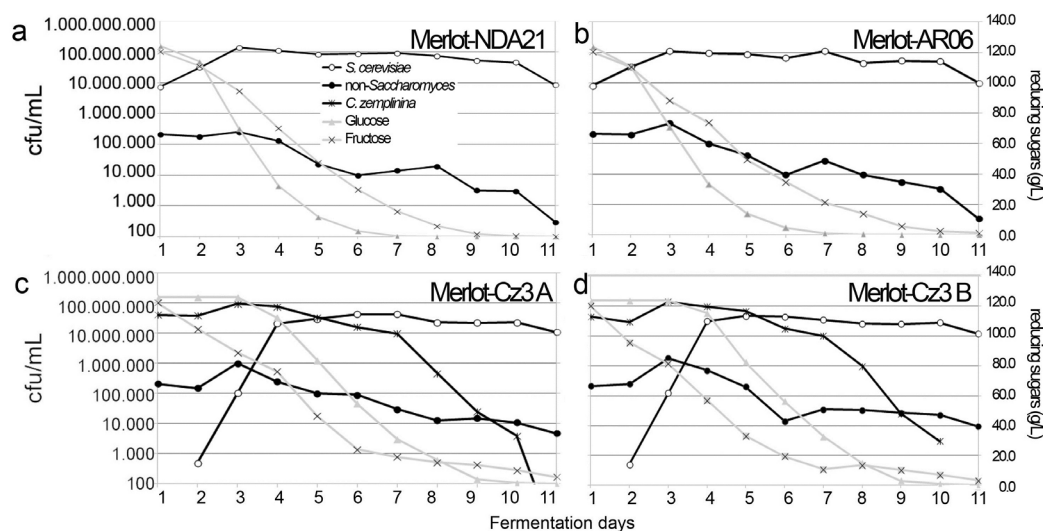 a
Merlot-NDA21
b
Merlot-AR06
1.000.000.000
100.000.000
10.000.000
1.000.000
100.000
10.000
1.000
100
cfu/mL
S. cerevisiae
non-Saccharomyces
C. zemplinina
Glucose
Fructose
140.0
120.0
100.0
80.0
60.0
40.0
20.0
0.0
reducing sugars (g/L)
1 2 3 4 5 6 7 8 9 10 11
1 2 3 4 5 6 7 8 9 10 11
c
Merlot-Cz3 A
d
Merlot-Cz3 B
1.000.000.000
100.000.000
10.000.000
1.000.000
100.000
10.000
1.000
100
cfu/mL
140.0
120.0
100.0
80.0
60.0
40.0
20.0
0.0
reducing sugars (g/L)
1 2 3 4 5 6 7 8 9 10 11
1 2 3 4 5 6 7 8 9 10 11
Fermentation days